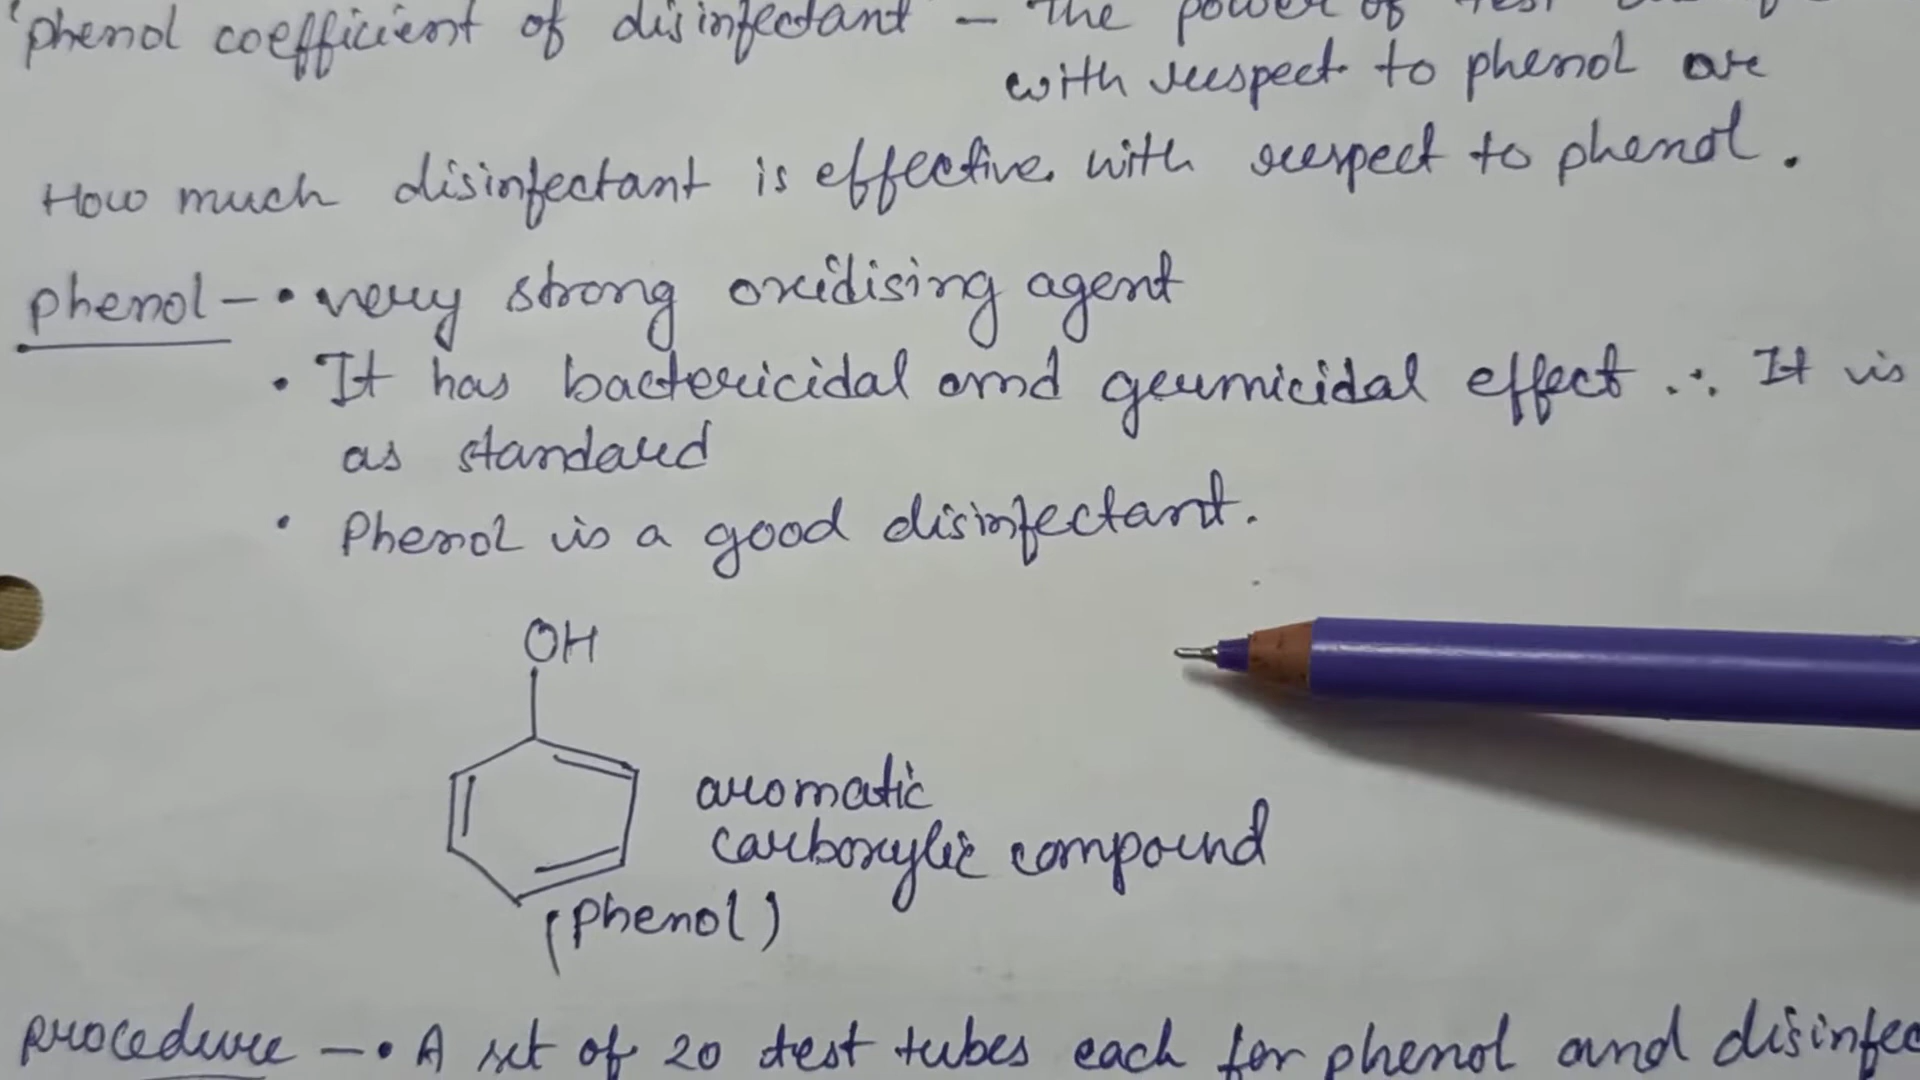 phenol coefficient of disinfectant – The power of test
with respect to phenol are
How much disinfectant is effective. with respect to phenol.
phenol – • very strong oxidising agent
• It has bactericidal and germicidal effect ∴ It is
as standard
• Phenol is a good disinfectant.
OH
aromatic
carboxylic compound
(Phenol)
procedure – • A set of 20 test tubes each for phenol and